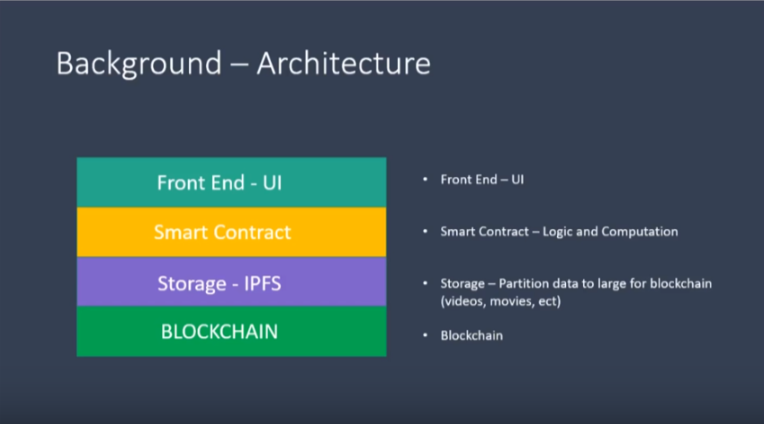 Background – Architecture
Front End - UI
Smart Contract
Storage - IPFS
BLOCKCHAIN
• Front End – UI
• Smart Contract – Logic and Computation
• Storage – Partition data to large for blockchain
(videos, movies, ect)
• Blockchain